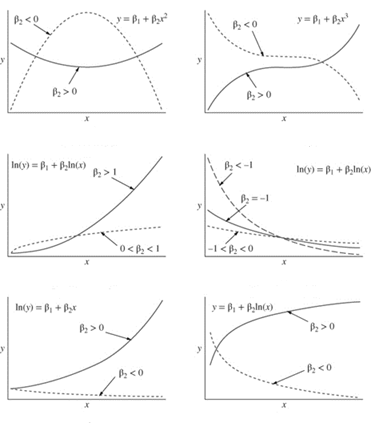 β₂ < 0
y = β₁ + β₂x²
y
β₂ > 0
x
y = β₁ + β₂x³
β₂ < 0
y
β₂ > 0
x
ln(y) = β₁ + β₂ln(x)
β₂ > 1
y
0 < β₂ < 1
x
β₂ < −1
ln(y) = β₁ + β₂ln(x)
β₂ = −1
y
−1 < β₂ < 0
x
ln(y) = β₁ + β₂x
β₂ > 0
y
β₂ < 0
x
y = β₁ + β₂ln(x)
β₂ > 0
y
β₂ < 0
x